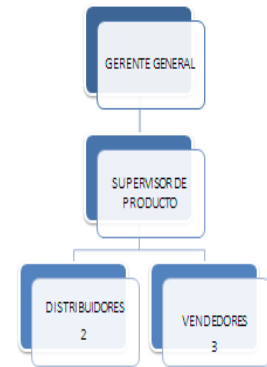 GERENTE GENERAL
SUPERVISOR DE
PRODUCTO
DISTRIBUIDORES
2
VENDEDORES
3